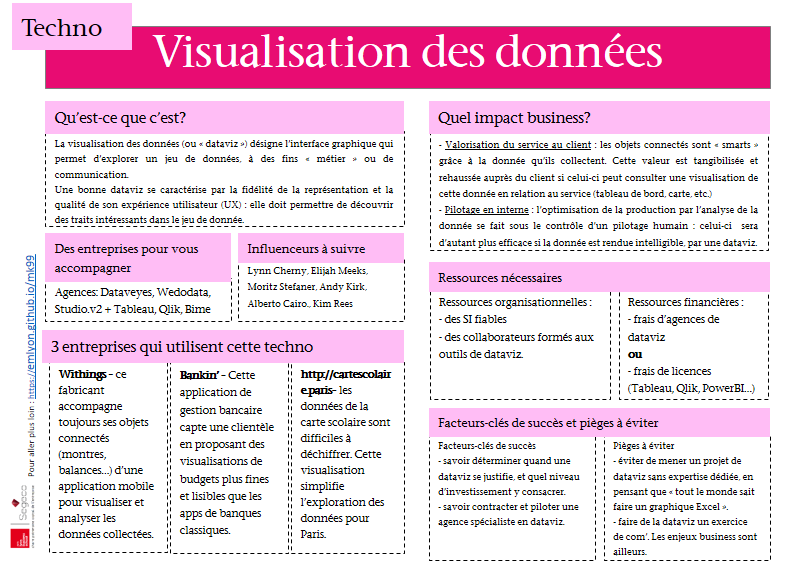 Techno
Visualisation des données
Qu'est-ce que c'est?
La visualisation des données (ou « dataviz ») désigne l'interface graphique qui
permet d'explorer un jeu de données, à des fins « métier » ou de
communication.
Une bonne dataviz se caractérise par la fidélité de la représentation et la
qualité de son expérience utilisateur (UX) : elle doit permettre de découvrir
des traits intéressants dans le jeu de donnée.
Des entreprises pour vous
accompagner
Agences: Dataveyes, Wedodata,
Studio.v2 + Tableau, Qlik, Bime
Influenceurs à suivre
Lynn Cherny, Elijah Meeks,
Moritz Stefaner, Andy Kirk,
Alberto Cairo., Kim Rees
3 entreprises qui utilisent cette techno
Withings – ce
fabricant
accompagne
toujours ses objets
connectés
(montres,
balances...) d'une
application mobile
pour visualiser et
analyser les
données collectées.
Bankin' – Cette
application de
gestion bancaire
capte une clientèle
en proposant des
visualisations de
budgets plus fines
et lisibles que les
apps de banques
classiques.
http://cartescolair
e.paris– les
données de la
carte scolaire sont
difficiles à
déchiffrer. Cette
visualisation
simplifie
l'exploration des
données pour
Paris.
Quel impact business?
- Valorisation du service au client : les objets connectés sont « smarts »
grâce à la donnée qu'ils collectent. Cette valeur est tangibilisée et
rehaussée auprès du client si celui-ci peut consulter une visualisation de
cette donnée en relation au service (tableau de bord, carte, etc.)
- Pilotage en interne : l'optimisation de la production par l'analyse de la
donnée se fait sous le contrôle d'un pilotage humain : celui-ci sera
d'autant plus efficace si la donnée est rendue intelligible, par une dataviz.
Ressources nécessaires
Ressources organisationnelles :
- des SI fiables
- des collaborateurs formés aux
outils de dataviz.
Ressources financières :
- frais d'agences de
dataviz
ou
- frais de licences
(Tableau, Qlik, PowerBI...)
Facteurs-clés de succès et pièges à éviter
Facteurs-clés de succès
- savoir déterminer quand une
dataviz se justifie, et quel niveau
d'investissement y consacrer.
- savoir contracter et piloter une
agence spécialiste en dataviz.
Pièges à éviter
- éviter de mener un projet de
dataviz sans expertise dédiée, en
pensant que « tout le monde sait
faire un graphique Excel ».
- faire de la dataviz un exercice
de com'. Les enjeux business sont
ailleurs.
Pour aller plus loin : https://emlyon.github.io/mk99
Segeco